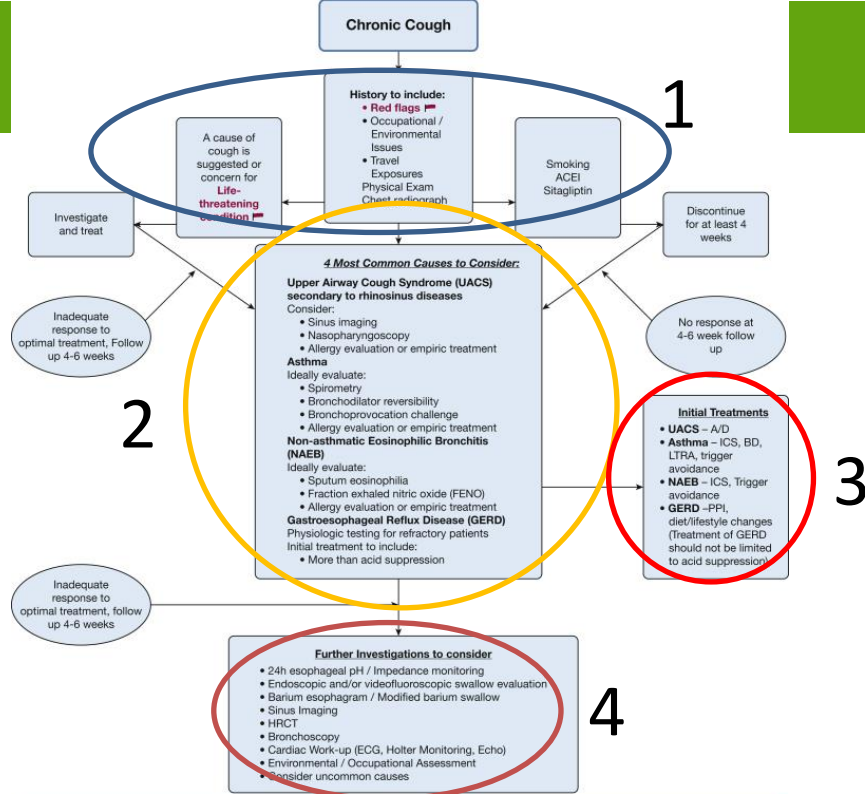 Chronic Cough
1
History to include:
• Red flags
• Occupational /
Environmental
Issues
• Travel
Exposures
Physical Exam
Chest radiograph
A cause of
cough is
suggested or
concern for
Life-
threatening
condition
Smoking
ACEI
Sitagliptin
Investigate
and treat
Discontinue
for at least 4
weeks
Inadequate
response to
optimal treatment, Follow
up 4-6 weeks
No response at
4-6 week follow
up
2
4 Most Common Causes to Consider:
Upper Airway Cough Syndrome (UACS)
secondary to rhinosinus diseases
Consider:
• Sinus imaging
• Nasopharyngoscopy
• Allergy evaluation or empiric treatment
Asthma
Ideally evaluate:
• Spirometry
• Bronchodilator reversibility
• Bronchoprovocation challenge
• Allergy evaluation or empiric treatment
Non-asthmatic Eosinophilic Bronchitis
(NAEB)
Ideally evaluate:
• Sputum eosinophilia
• Fraction exhaled nitric oxide (FENO)
• Allergy evaluation or empiric treatment
Gastroesophageal Reflux Disease (GERD)
Physiologic testing for refractory patients
Initial treatment to include:
• More than acid suppression
3
Initial Treatments
• UACS – A/D
• Asthma – ICS, BD,
LTRA, trigger
avoidance
• NAEB – ICS, Trigger
avoidance
• GERD –PPI,
diet/lifestyle changes
(Treatment of GERD
should not be limited
to acid suppression)
Inadequate
response to
optimal treatment, follow
up 4-6 weeks
4
Further Investigations to consider
• 24h esophageal pH / Impedance monitoring
• Endoscopic and/or videofluoroscopic swallow evaluation
• Barium esophagram / Modified barium swallow
• Sinus Imaging
• HRCT
• Bronchoscopy
• Cardiac Work-up (ECG, Holter Monitoring, Echo)
• Environmental / Occupational Assessment
• Consider uncommon causes